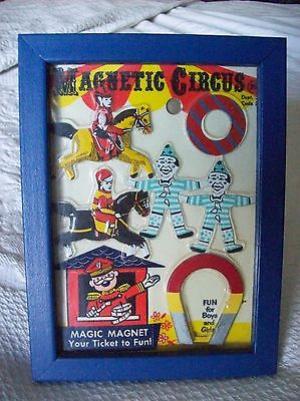 MAGNETIC CIRCUS
MAGIC MAGNET
Your Ticket to Fun!
FUN
for
Boys
and
Girls